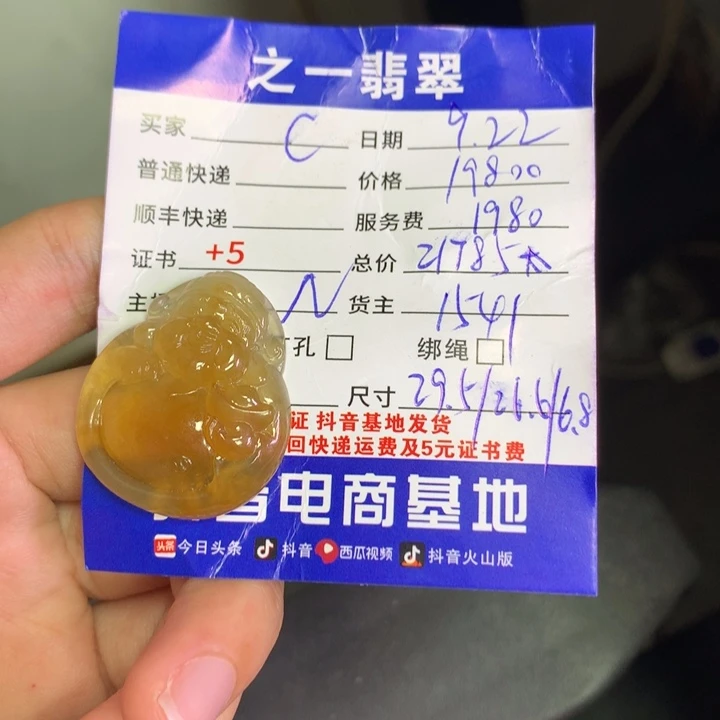 之一翡翠
买家 C 日期 9.22
普通快递 价格 19800
顺丰快递 服务费 1980
证书 +5 总价 21785
主 N 货主 1541
孔 绑绳
尺寸 29.5/26.6/6.8
证 抖音基地发货
回快递运费及5元证书费
电商基地
头条 今日头条 抖音 西瓜视频 抖音火山版